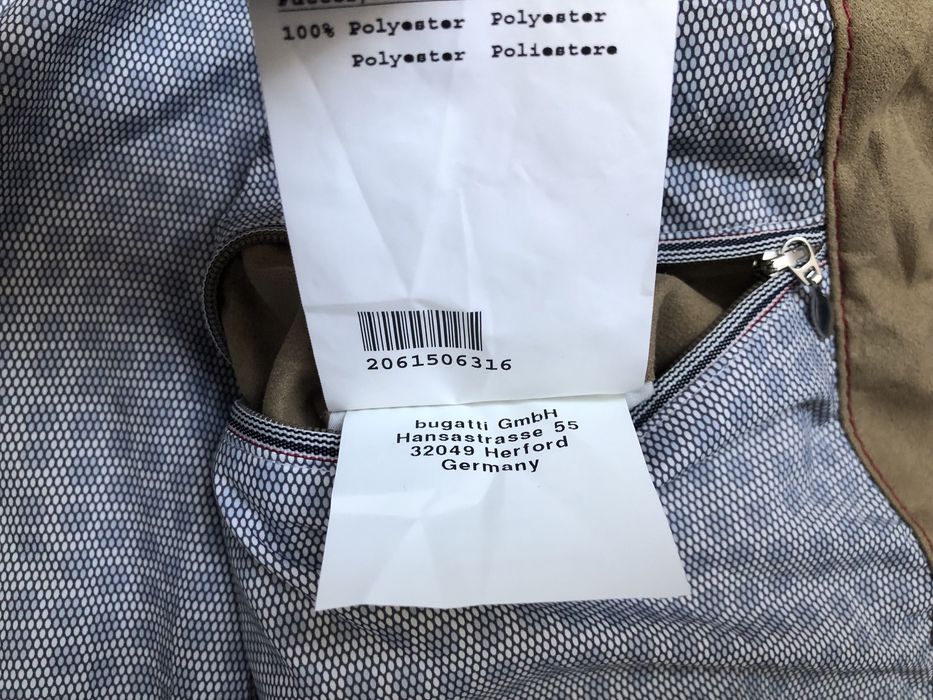 100% Polyester Polyester
Polyester Poliestere
2061506316
bugatti GmbH
Hansastrasse 55
32049 Herford
Germany